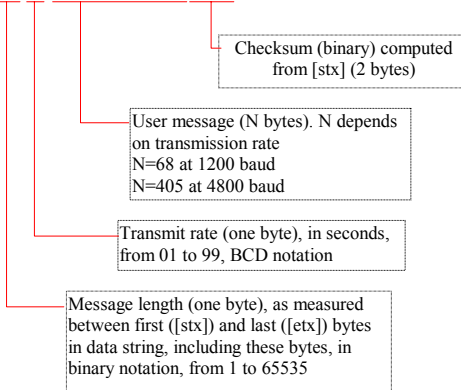 Checksum (binary) computed
from [stx] (2 bytes)
User message (N bytes). N depends
on transmission rate
N=68 at 1200 baud
N=405 at 4800 baud
Transmit rate (one byte), in seconds,
from 01 to 99, BCD notation
Message length (one byte), as measured
between first ([stx]) and last ([etx]) bytes
in data string, including these bytes, in
binary notation, from 1 to 65535